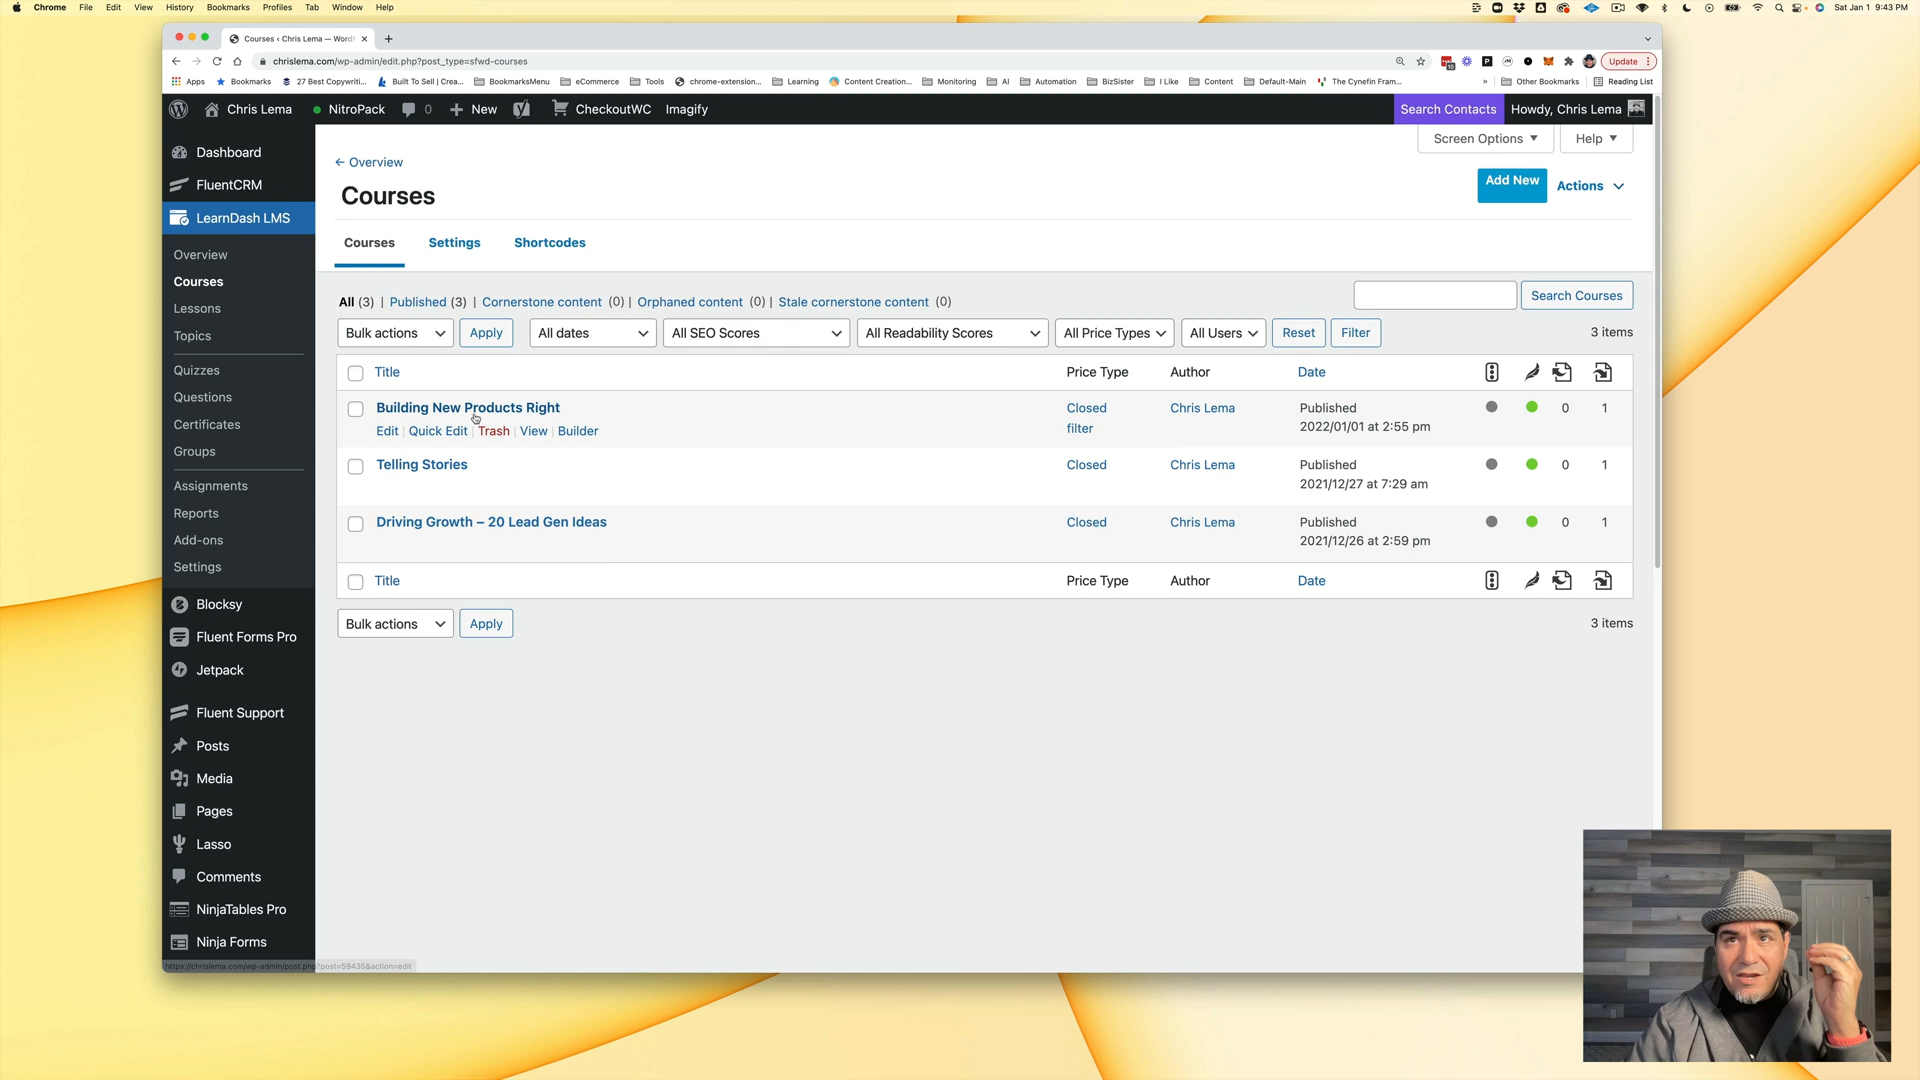 Chrome File Edit View History Bookmarks Profiles Tab Window Help
Sat Jan 1 9:43 PM
Courses ‹ Chris Lema — WordP
chrislema.com/wp-admin/edit.php?post_type=sfwd-courses
Update
Apps Bookmarks 27 Best Copywriti... Built To Sell | Crea... BookmarksMenu eCommerce Tools chrome-extension... Learning Content Creation... Monitoring AI Automation BizSister I Like Content Default-Main The Cynefin Fram... » Other Bookmarks Reading List
Chris Lema NitroPack 0 New CheckoutWC Imagify Search Contacts Howdy, Chris Lema
Screen Options Help
Dashboard
FluentCRM
LearnDash LMS
Overview
Courses
Lessons
Topics
Quizzes
Questions
Certificates
Groups
Assignments
Reports
Add-ons
Settings
Blocksy
Fluent Forms Pro
Jetpack
Fluent Support
Posts
Media
Pages
Lasso
Comments
NinjaTables Pro
Ninja Forms
← Overview
Courses
Add New Actions
Courses Settings Shortcodes
All (3) | Published (3) | Cornerstone content (0) | Orphaned content (0) | Stale cornerstone content (0)
Search Courses
Bulk actions Apply All dates All SEO Scores All Readability Scores All Price Types All Users Reset Filter 3 items
Title Price Type Author Date
Building New Products Right Closed Chris Lema Published 0 1
filter 2022/01/01 at 2:55 pm
Edit | Quick Edit | Trash | View | Builder
Telling Stories Closed Chris Lema Published 0 1
2021/12/27 at 7:29 am
Driving Growth – 20 Lead Gen Ideas Closed Chris Lema Published 0 1
2021/12/26 at 2:59 pm
Title Price Type Author Date
Bulk actions Apply 3 items
https://chrislema.com/wp-admin/post.php?post=59435&action=edit